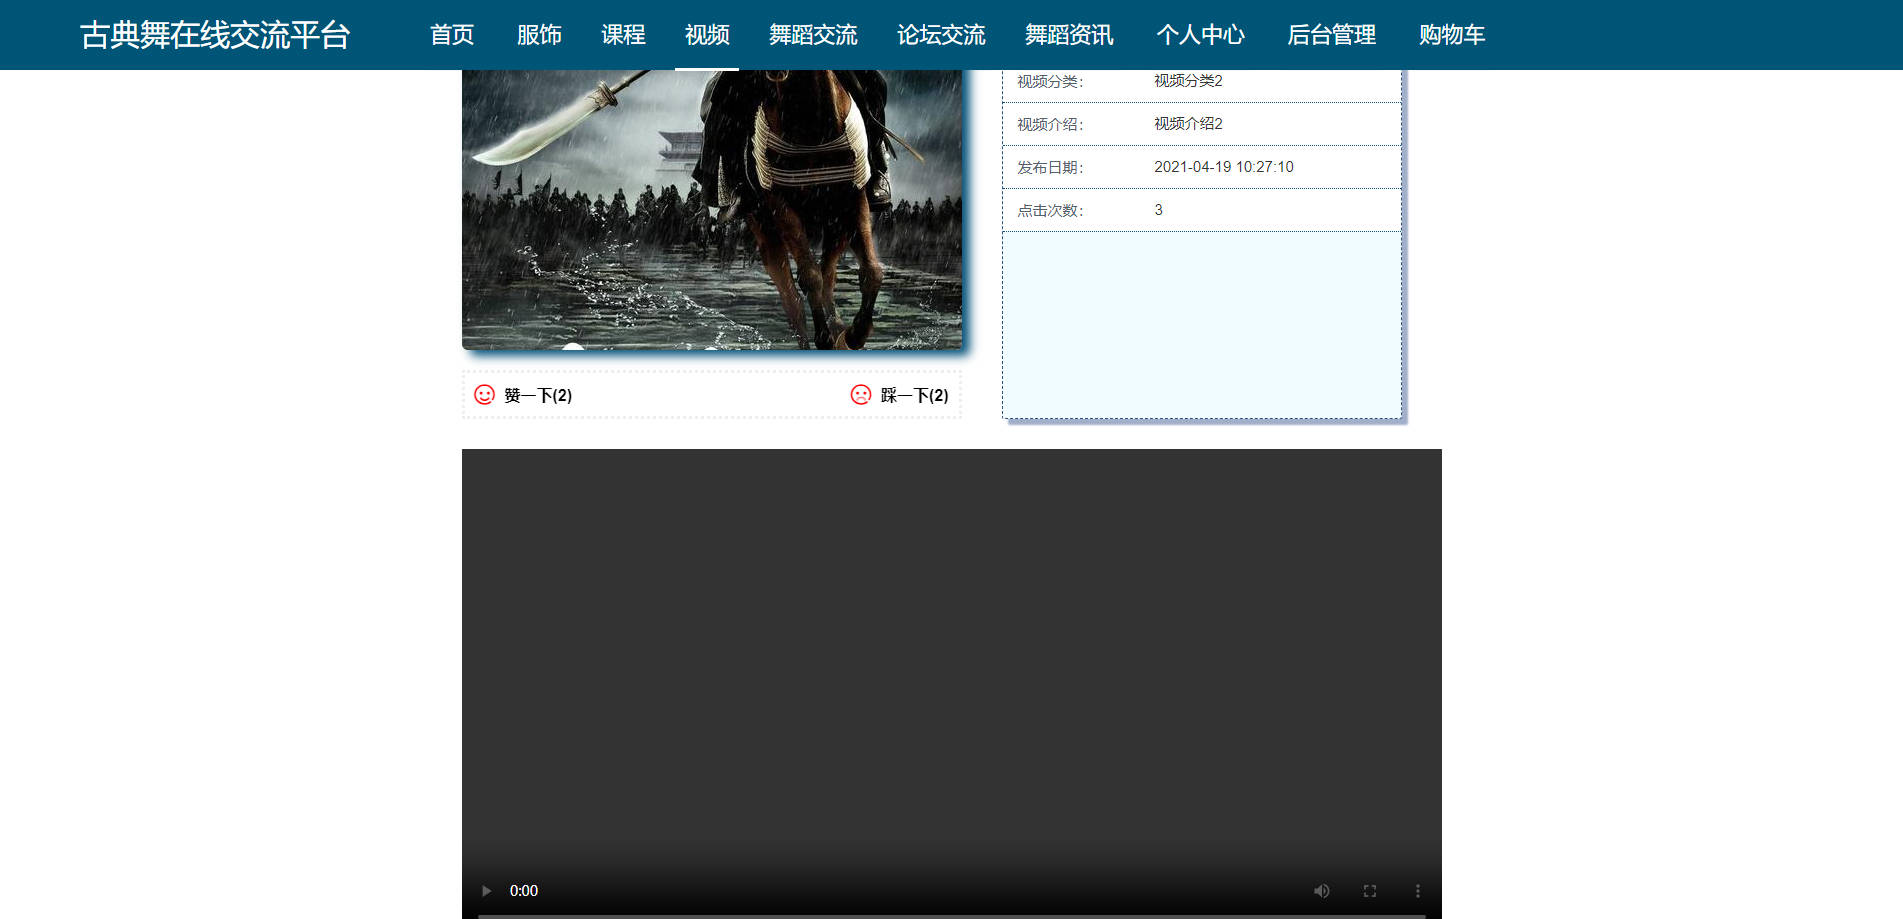 古典舞在线交流平台 首页 服饰 课程 视频 舞蹈交流 论坛交流 舞蹈资讯 个人中心 后台管理 购物车
视频分类： 视频分类2
视频介绍： 视频介绍2
发布日期： 2021-04-19 10:27:10
点击次数： 3
赞一下(2) 踩一下(2)
0:00